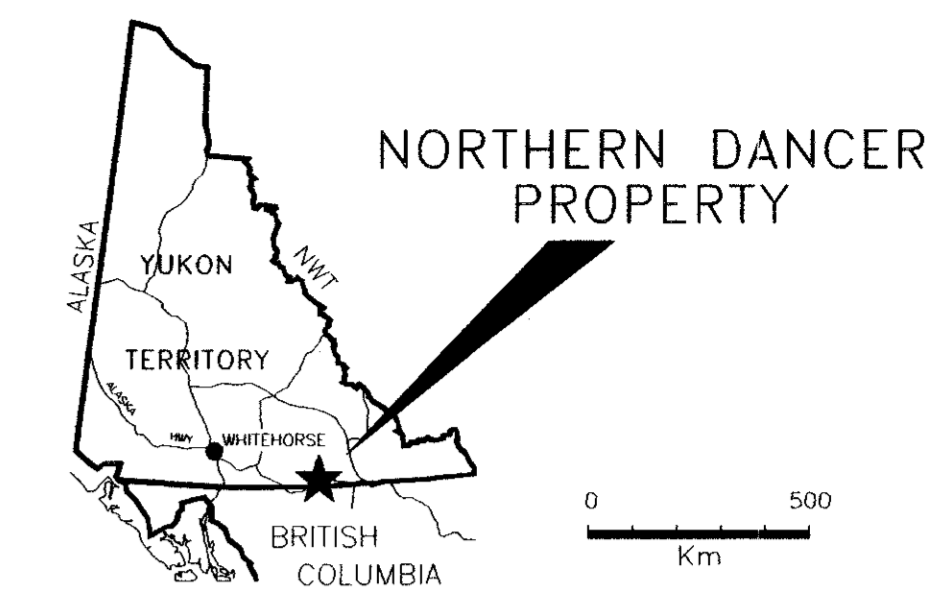 NORTHERN DANCER
PROPERTY
ALASKA
YUKON
NWT
TERRITORY
ALASKA
HWY
WHITEHORSE
0 500
Km
BRITISH
COLUMBIA